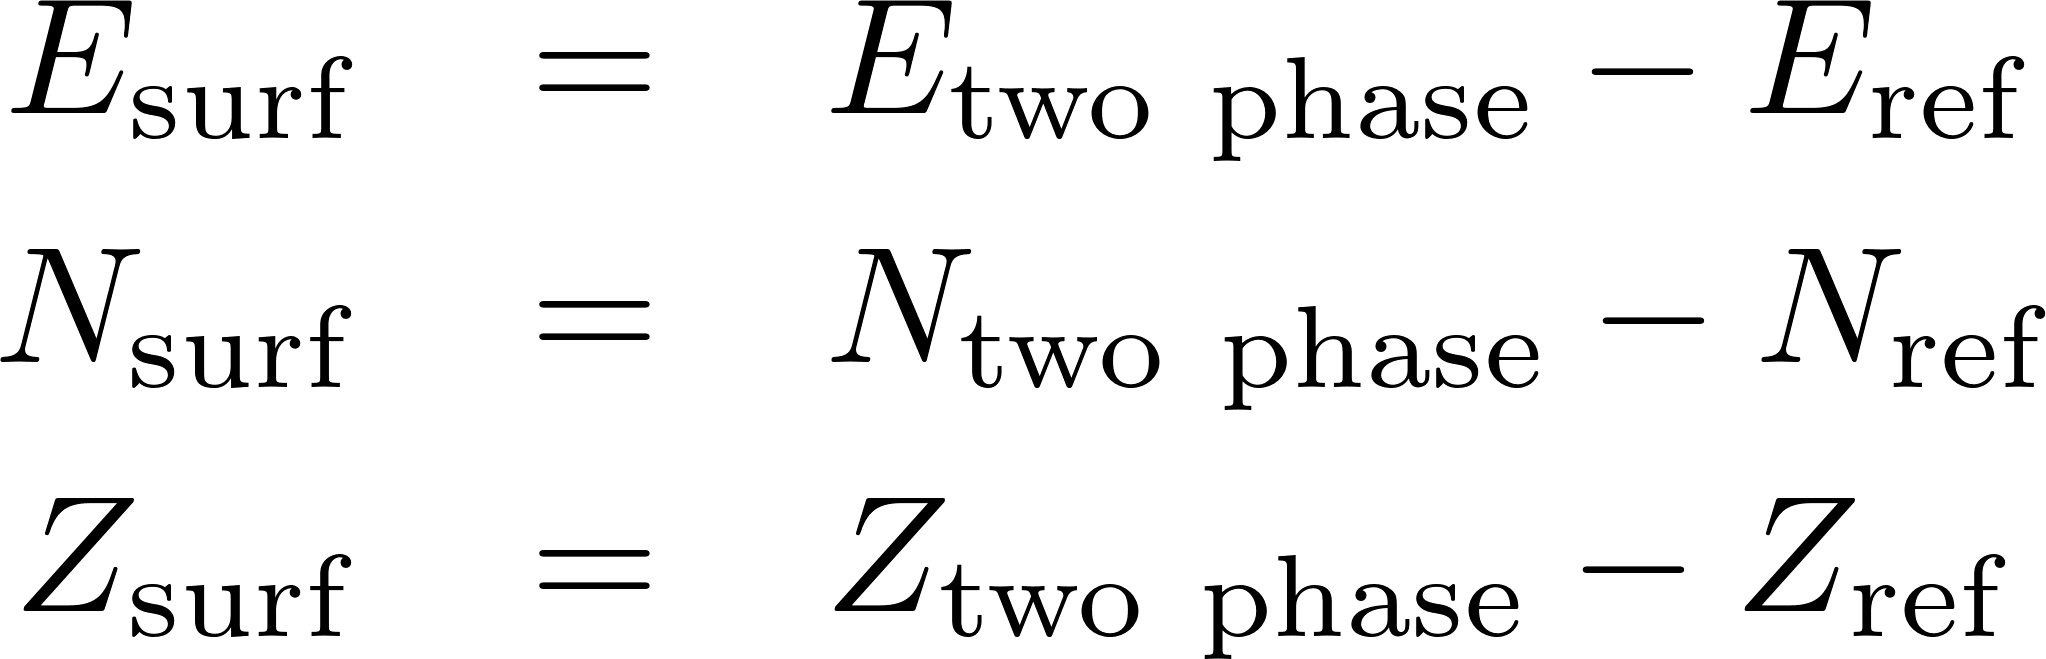 E_surf = E_two phase − E_ref
N_surf = N_two phase − N_ref
Z_surf = Z_two phase − Z_ref